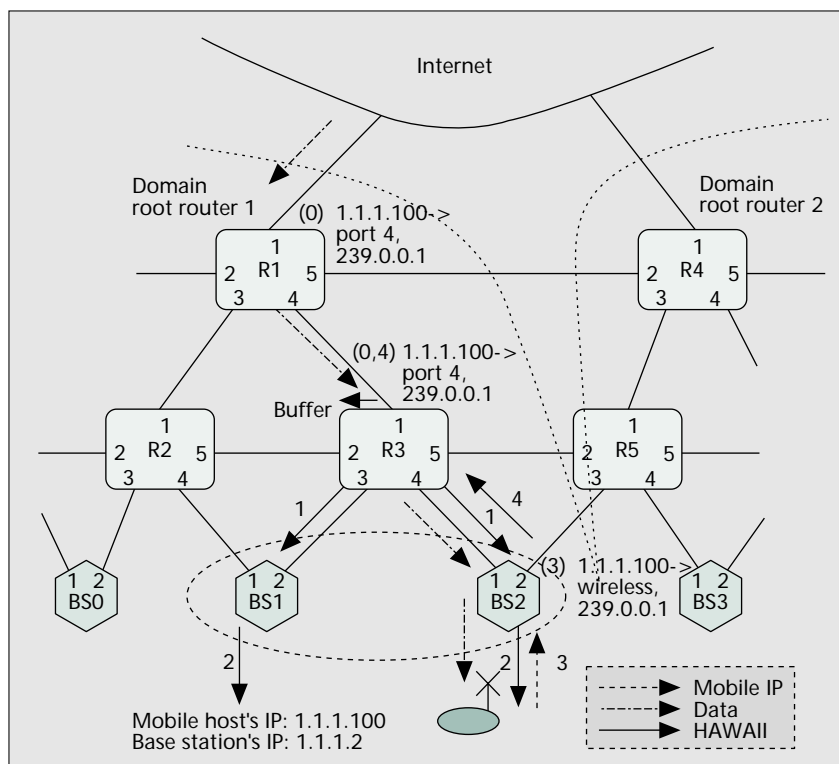 Internet
Domain
root router 1
Domain
root router 2
(0) 1.1.1.100->
port 4,
239.0.0.1
1
2 R1 5
3 4
1
2 R4 5
3 4
(0,4) 1.1.1.100->
port 4,
239.0.0.1
Buffer
1
2 R2 5
3 4
1
2 R3 5
3 4
1
2 R5 5
3 4
1
1
4
1 2
BS0
1 2
BS1
1 2
BS2
(3) 1.1.1.100->
wireless,
239.0.0.1
1 2
BS3
2
2
3
Mobile host's IP: 1.1.1.100
Base station's IP: 1.1.1.2
Mobile IP
Data
HAWAII